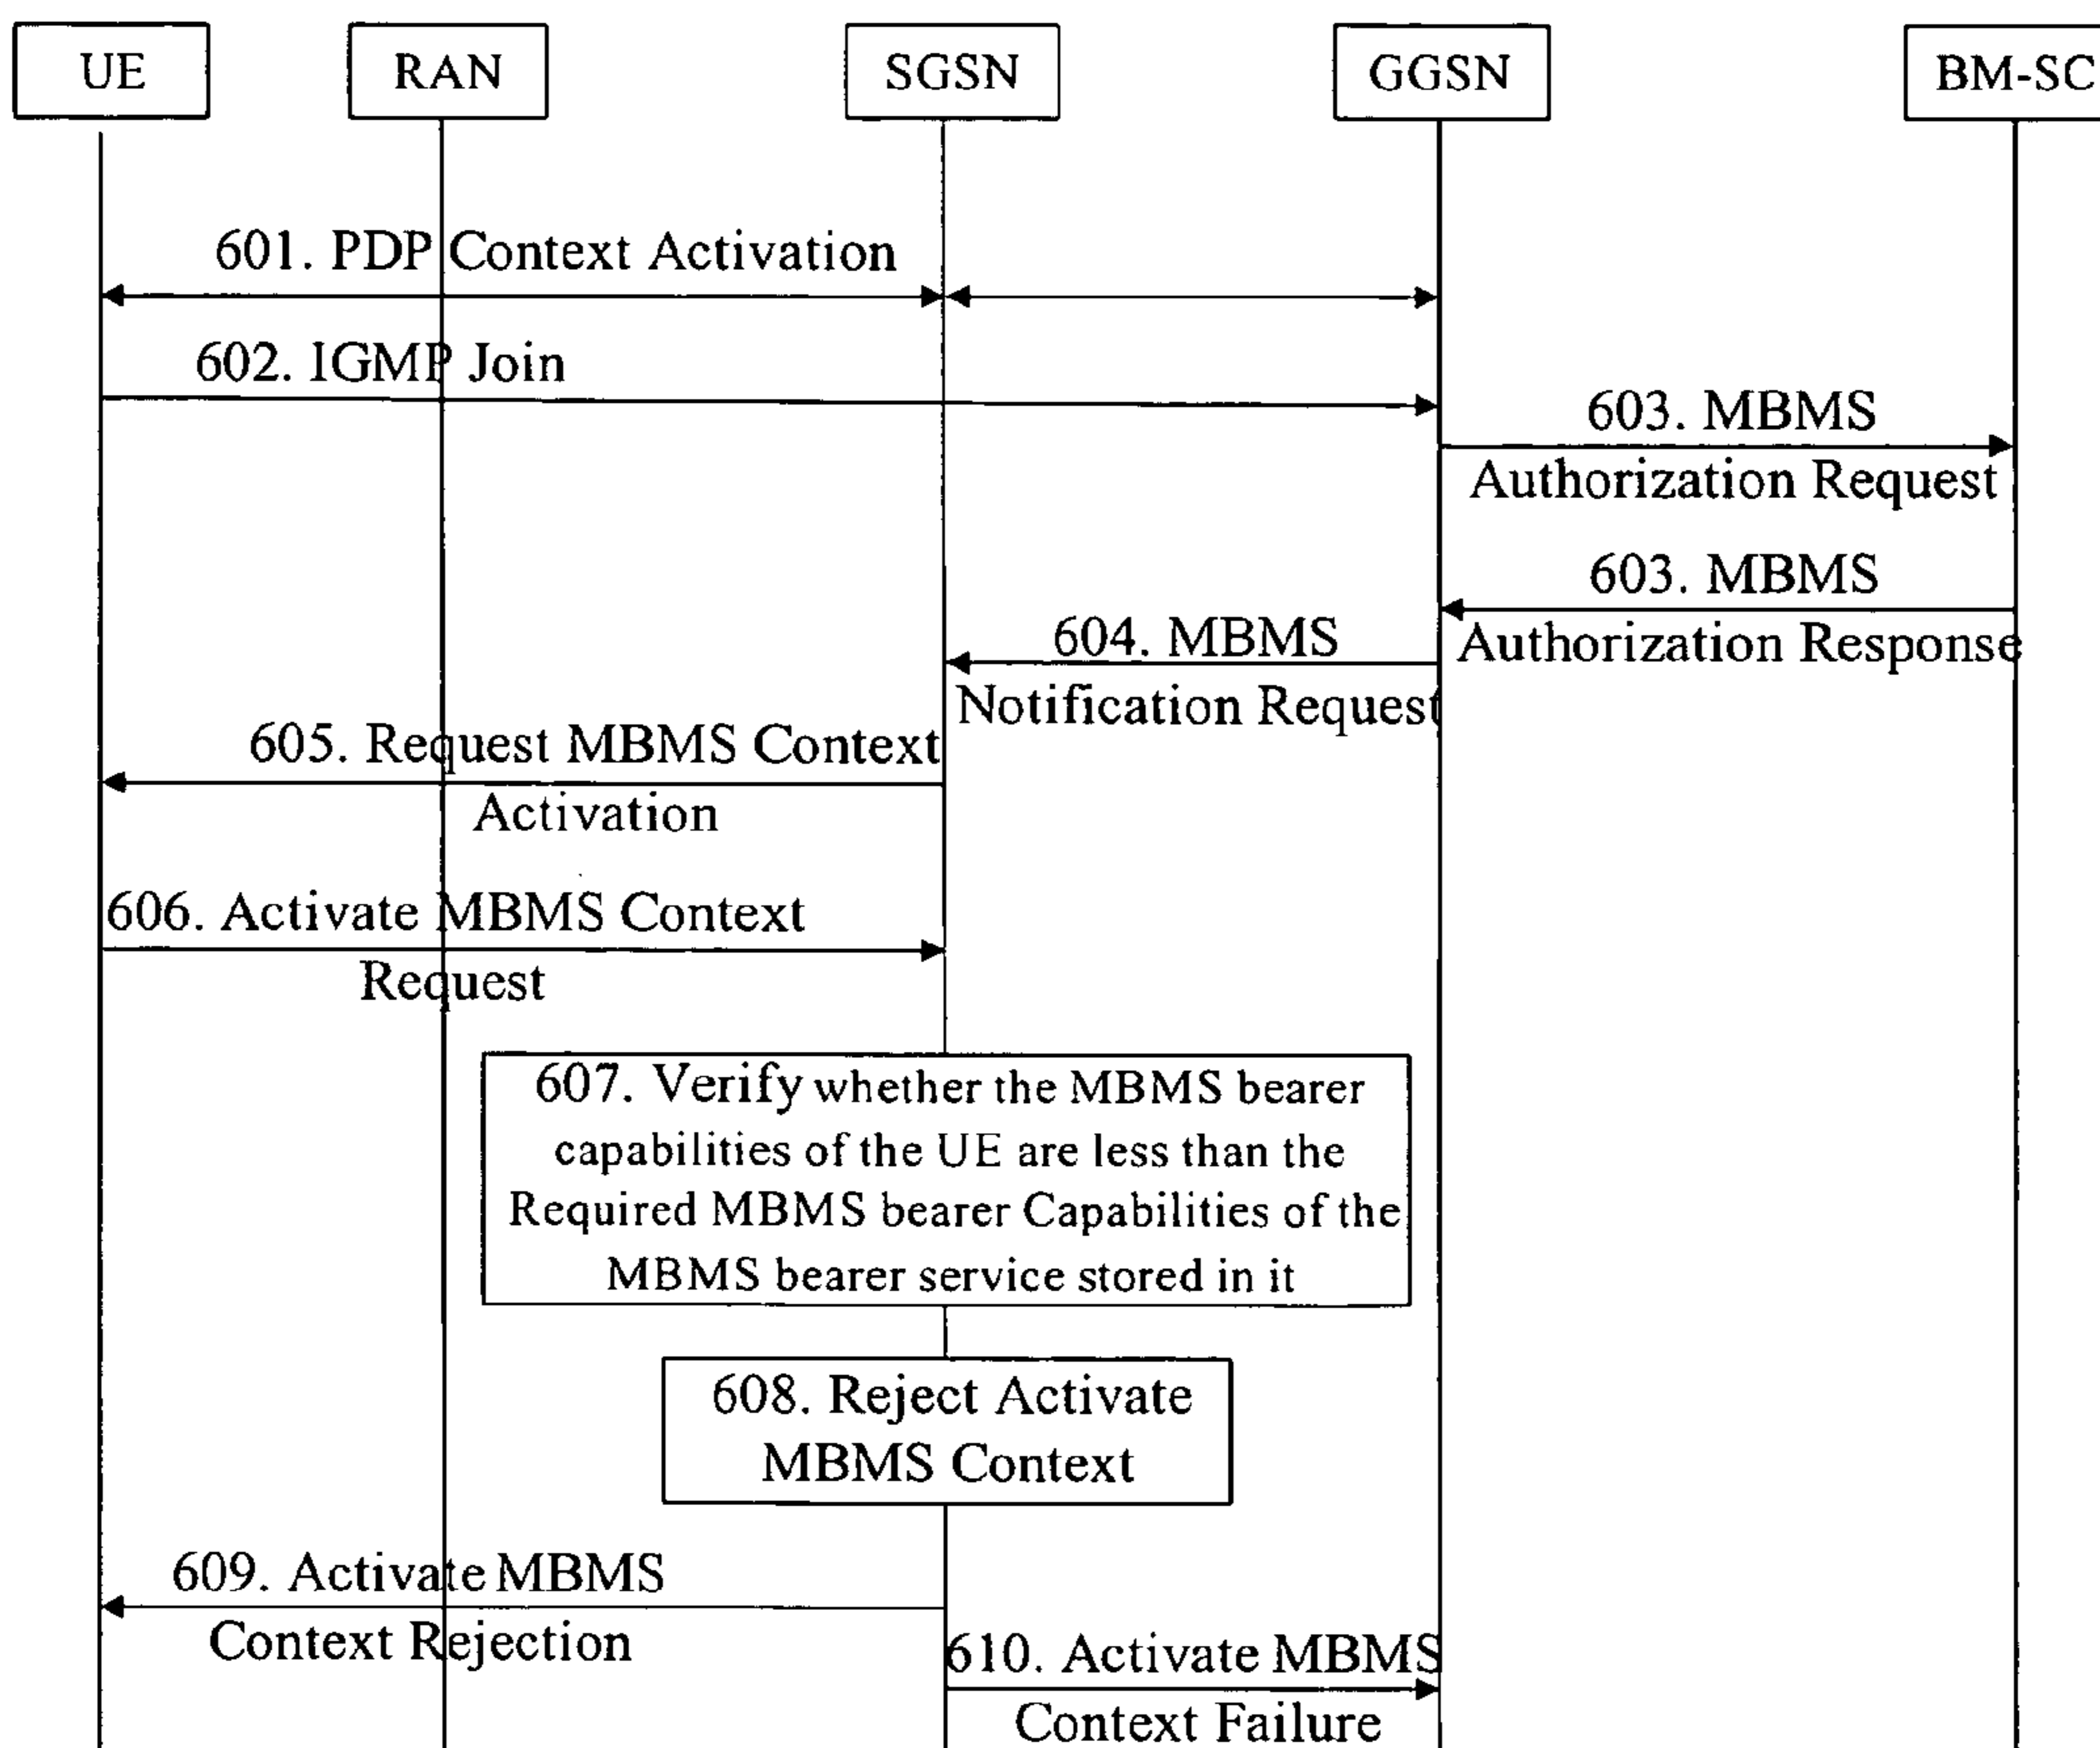 UE
RAN
SGSN
GGSN
BM-SC
601. PDP Context Activation
602. IGMP Join
603. MBMS
Authorization Request
603. MBMS
Authorization Response
604. MBMS
Notification Request
605. Request MBMS Context
Activation
606. Activate MBMS Context
Request
607. Verify whether the MBMS bearer
capabilities of the UE are less than the
Required MBMS bearer Capabilities of the
MBMS bearer service stored in it
608. Reject Activate
MBMS Context
609. Activate MBMS
Context Rejection
610. Activate MBMS
Context Failure